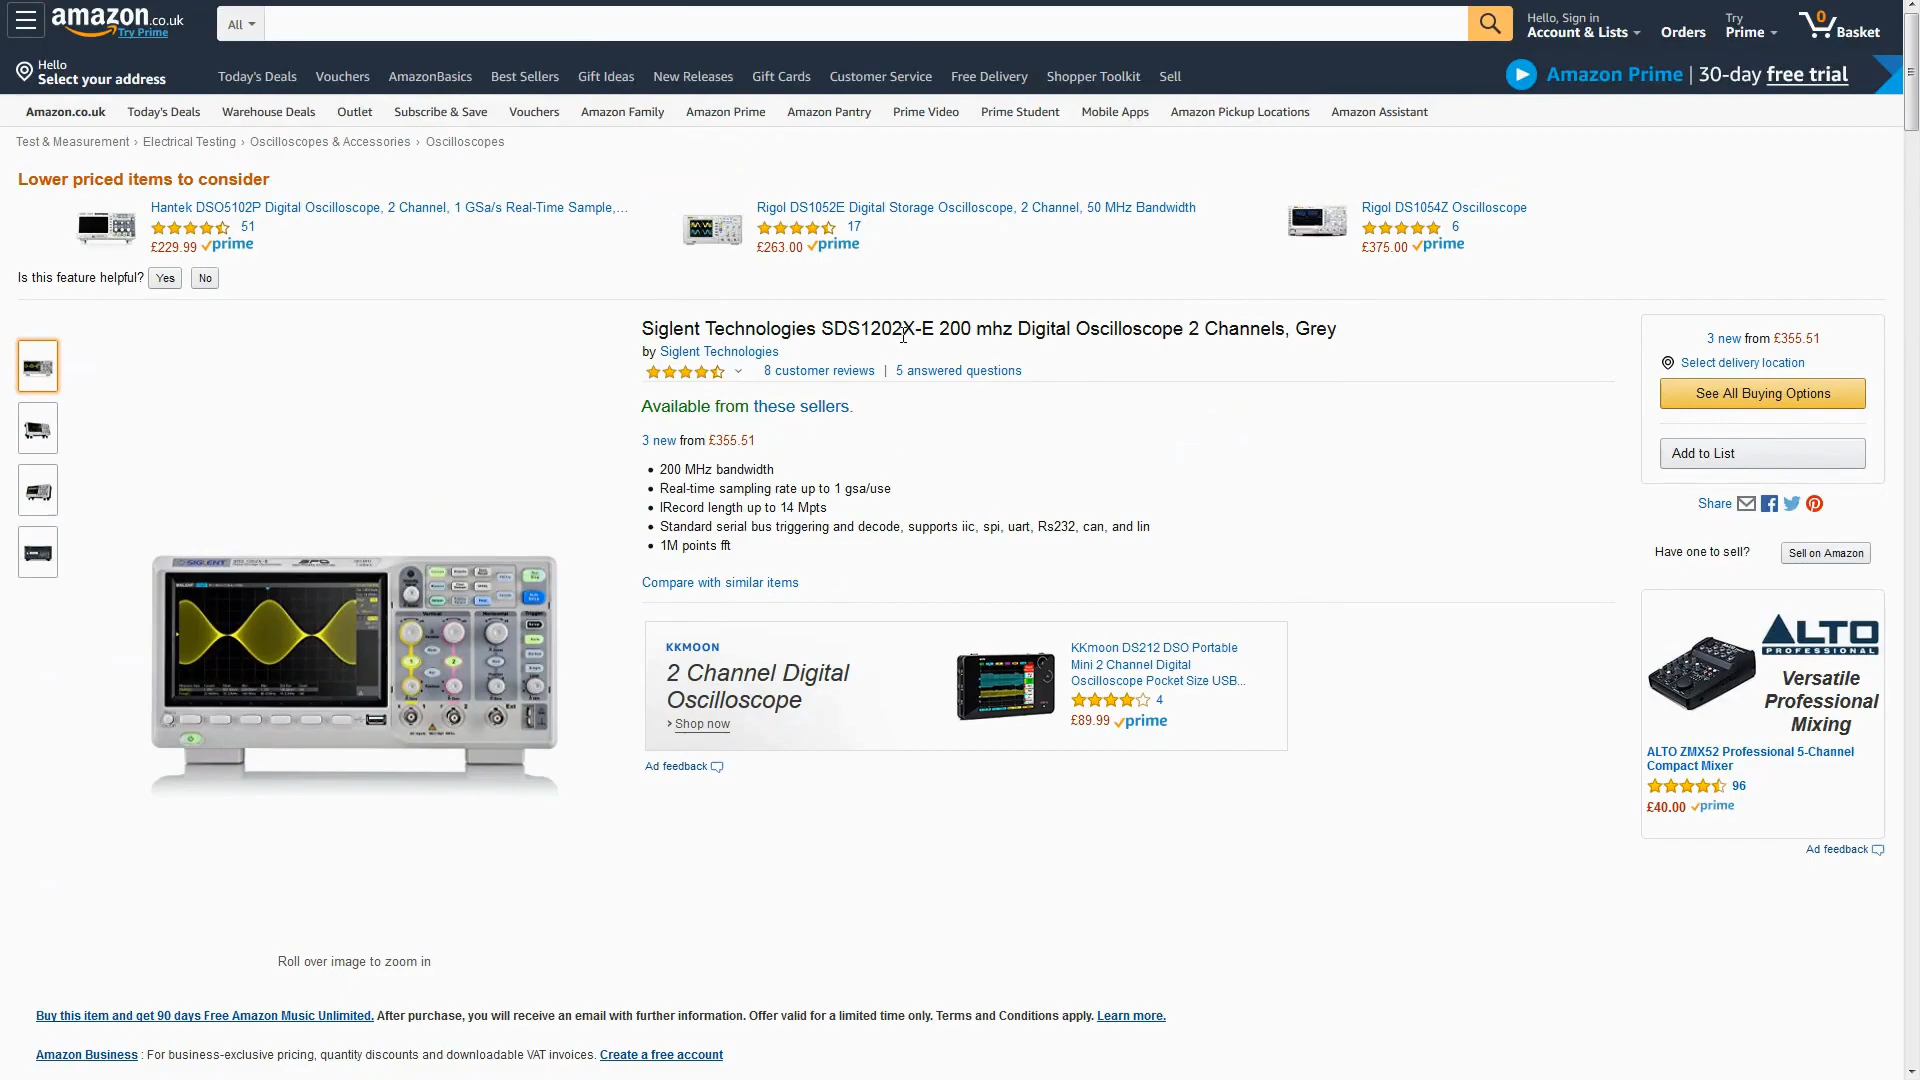 amazon.co.uk
Try Prime
All
Hello, Sign in
Account & Lists
Orders
Try
Prime
0
Basket
Hello
Select your address
Today's Deals
Vouchers
AmazonBasics
Best Sellers
Gift Ideas
New Releases
Gift Cards
Customer Service
Free Delivery
Shopper Toolkit
Sell
Amazon Prime | 30-day free trial
Amazon.co.uk
Today's Deals
Warehouse Deals
Outlet
Subscribe & Save
Vouchers
Amazon Family
Amazon Prime
Amazon Pantry
Prime Video
Prime Student
Mobile Apps
Amazon Pickup Locations
Amazon Assistant
Test & Measurement › Electrical Testing › Oscilloscopes & Accessories › Oscilloscopes
Lower priced items to consider
Hantek DSO5102P Digital Oscilloscope, 2 Channel, 1 GSa/s Real-Time Sample,...
51
£229.99 prime
Rigol DS1052E Digital Storage Oscilloscope, 2 Channel, 50 MHz Bandwidth
17
£263.00 prime
Rigol DS1054Z Oscilloscope
6
£375.00 prime
Is this feature helpful? Yes No
Siglent Technologies SDS1202X-E 200 mhz Digital Oscilloscope 2 Channels, Grey
by Siglent Technologies
8 customer reviews | 5 answered questions
Available from these sellers.
3 new from £355.51
• 200 MHz bandwidth
• Real-time sampling rate up to 1 gsa/use
• IRecord length up to 14 Mpts
• Standard serial bus triggering and decode, supports iic, spi, uart, Rs232, can, and lin
• 1M points fft
Compare with similar items
KKMOON
2 Channel Digital
Oscilloscope
› Shop now
KKmoon DS212 DSO Portable
Mini 2 Channel Digital
Oscilloscope Pocket Size USB...
4
£89.99 prime
Ad feedback
3 new from £355.51
Select delivery location
See All Buying Options
Add to List
Share
Have one to sell?
Sell on Amazon
ALTO
PROFESSIONAL
Versatile
Professional
Mixing
ALTO ZMX52 Professional 5-Channel
Compact Mixer
96
£40.00 prime
Ad feedback
SIGLENT
Roll over image to zoom in
Buy this item and get 90 days Free Amazon Music Unlimited. After purchase, you will receive an email with further information. Offer valid for a limited time only. Terms and Conditions apply. Learn more.
Amazon Business : For business-exclusive pricing, quantity discounts and downloadable VAT invoices. Create a free account